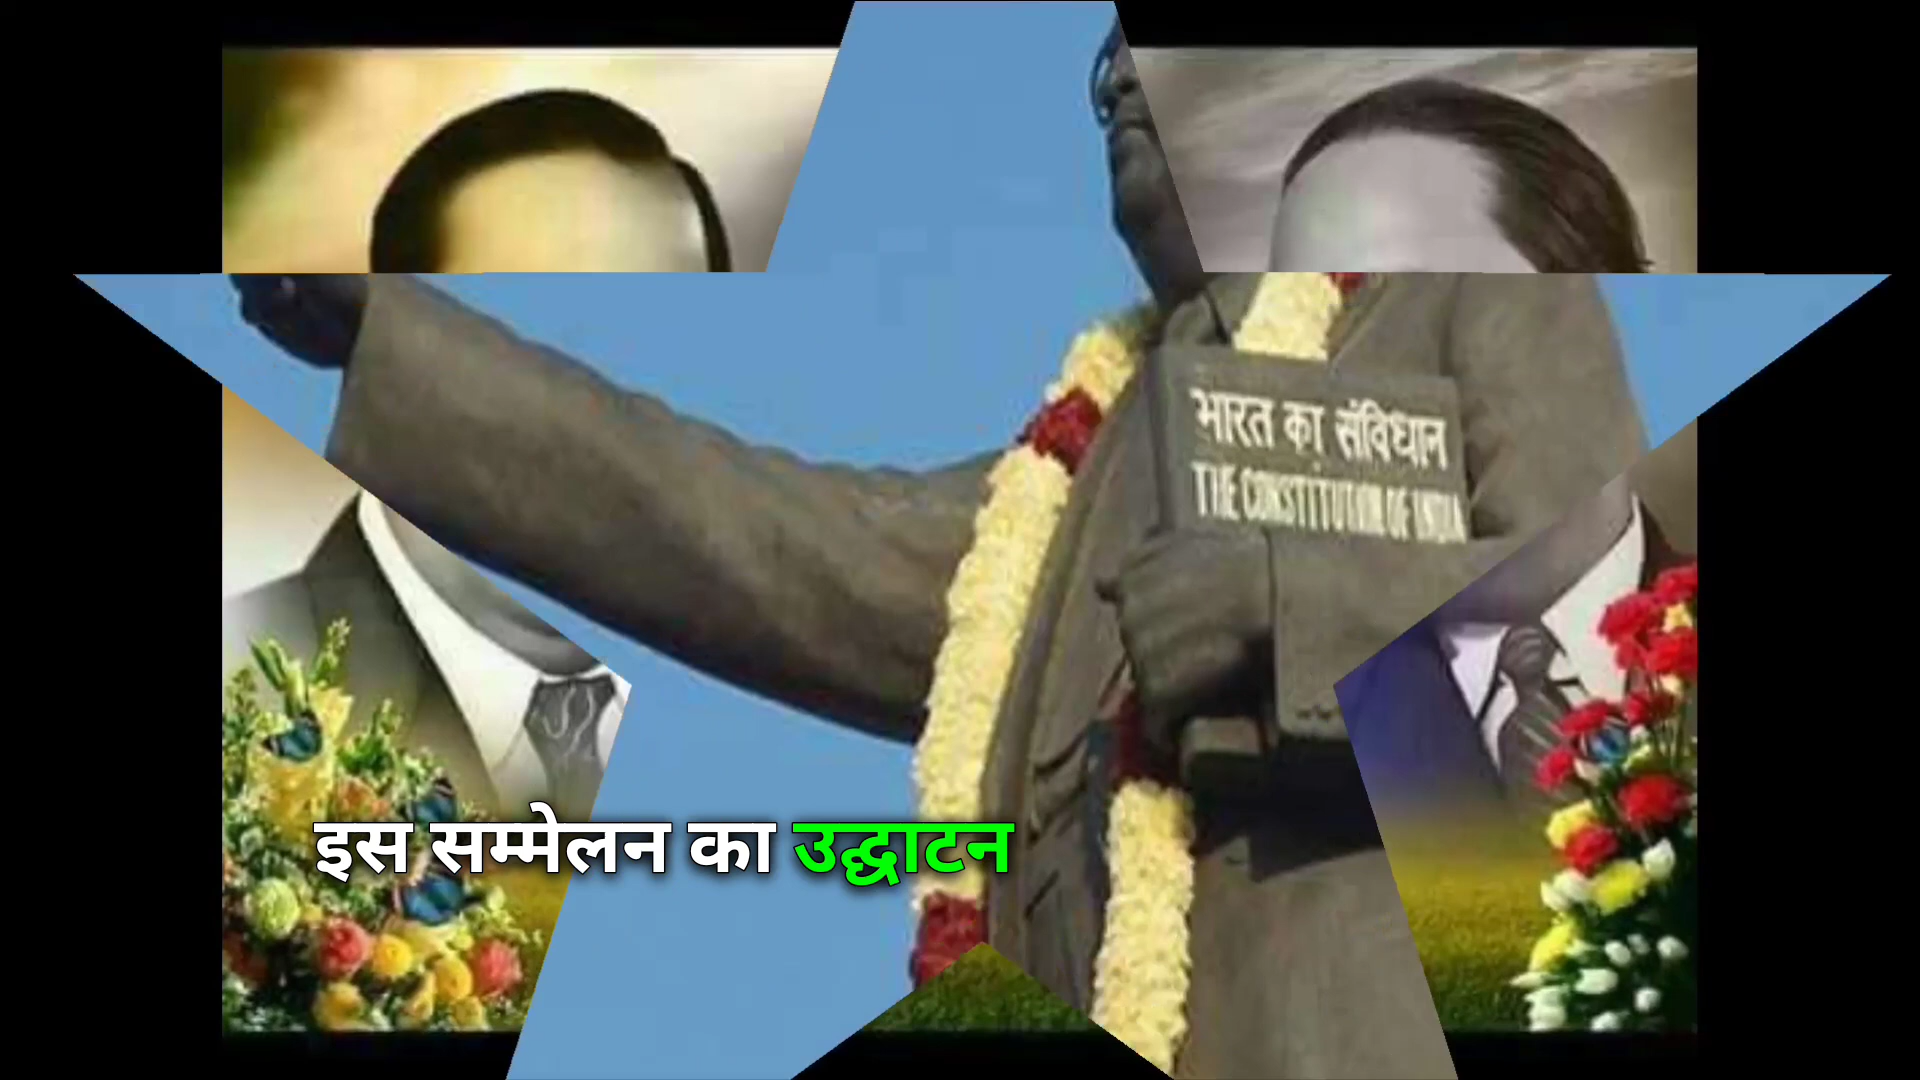 भारत का संविधान
THE CONSTITUTION OF INDIA
इस सम्मेलन का उद्घाटन